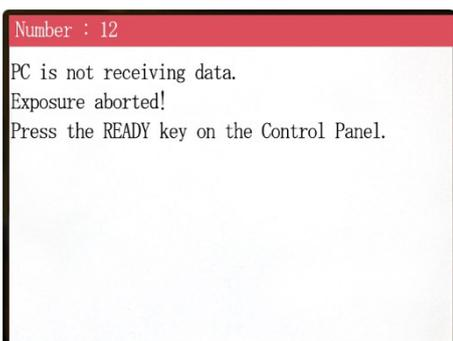 Number : 12
PC is not receiving data.
Exposure aborted!
Press the READY key on the Control Panel.